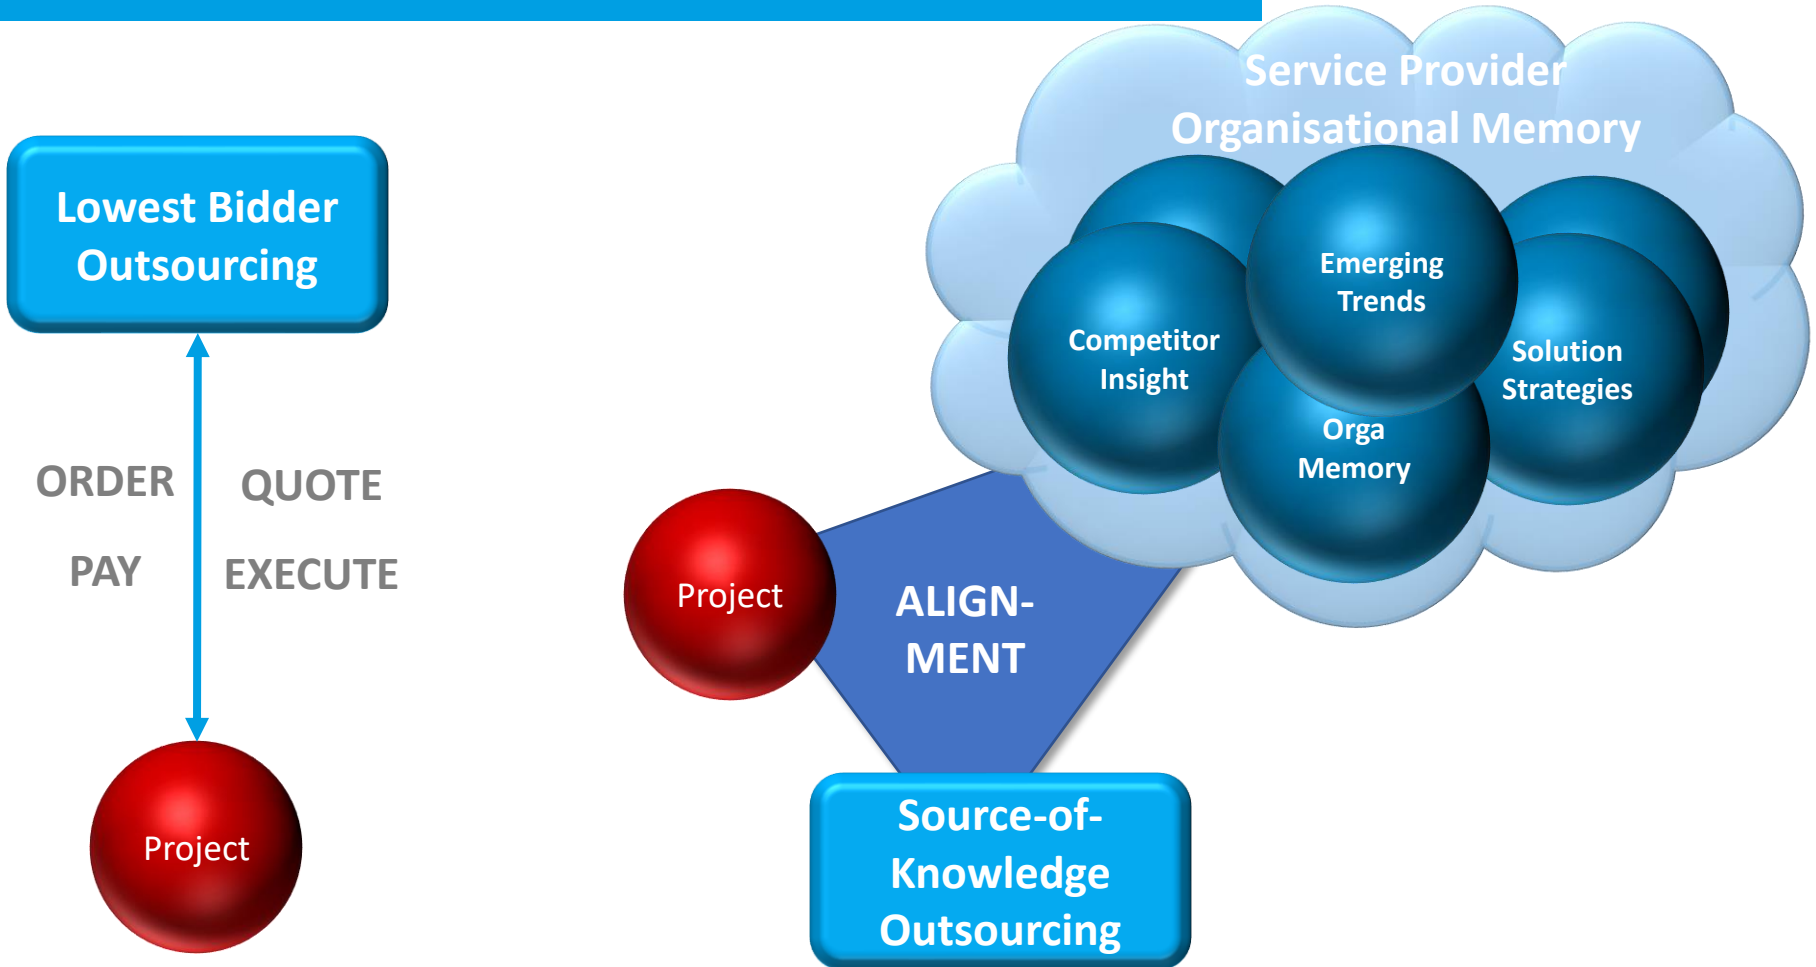 Lowest Bidder
Outsourcing
ORDER
QUOTE
PAY
EXECUTE
Project
Service Provider
Organisational Memory
Emerging
Trends
Competitor
Insight
Solution
Strategies
Orga
Memory
Project
ALIGN-
MENT
Source-of-
Knowledge
Outsourcing